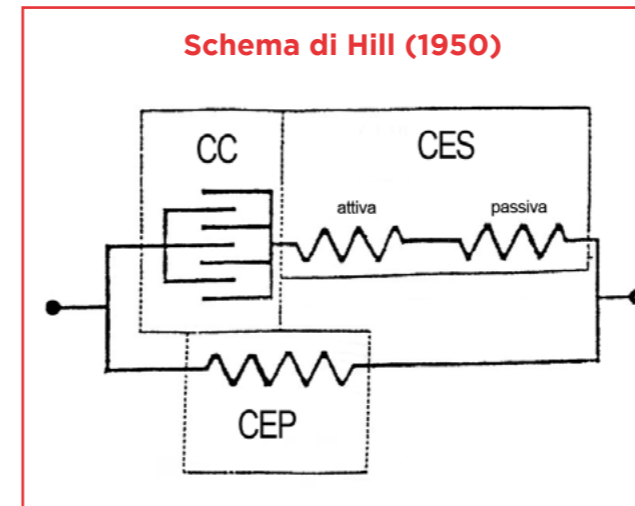 Schema di Hill (1950)
CC
CES
attiva
passiva
CEP